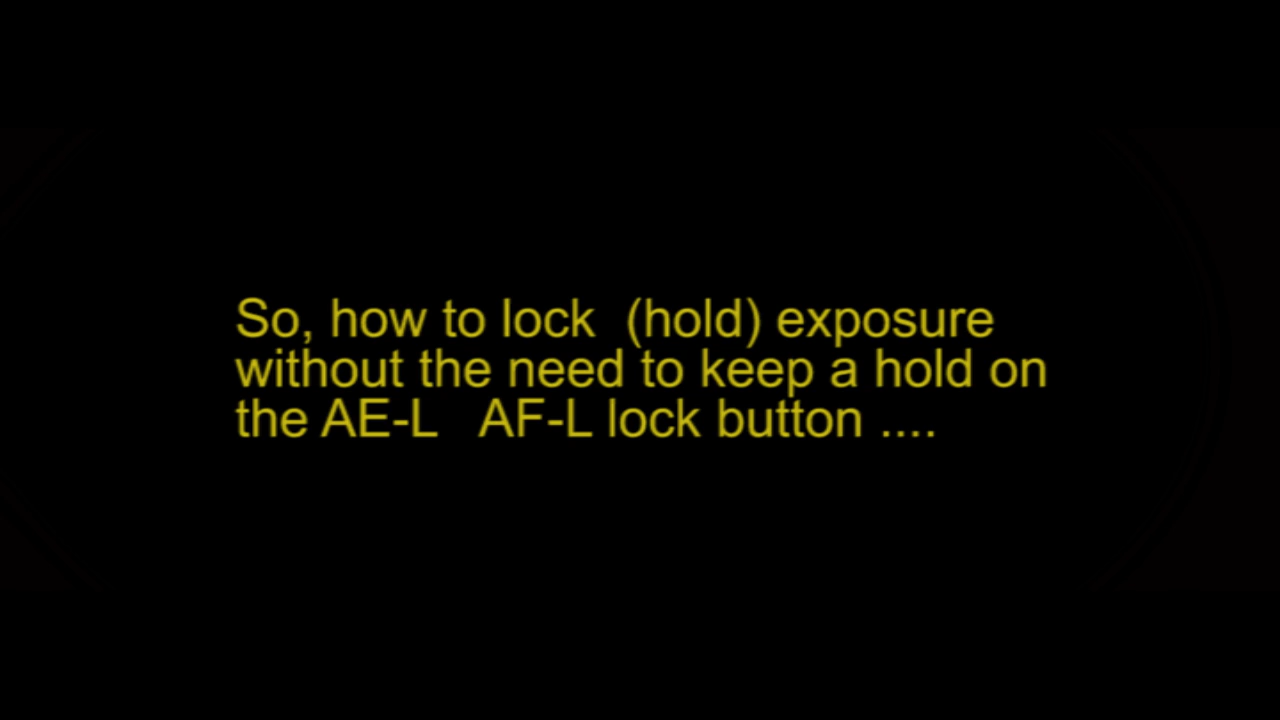 So, how to lock  (hold) exposure
without the need to keep a hold on
the AE-L   AF-L lock button ....